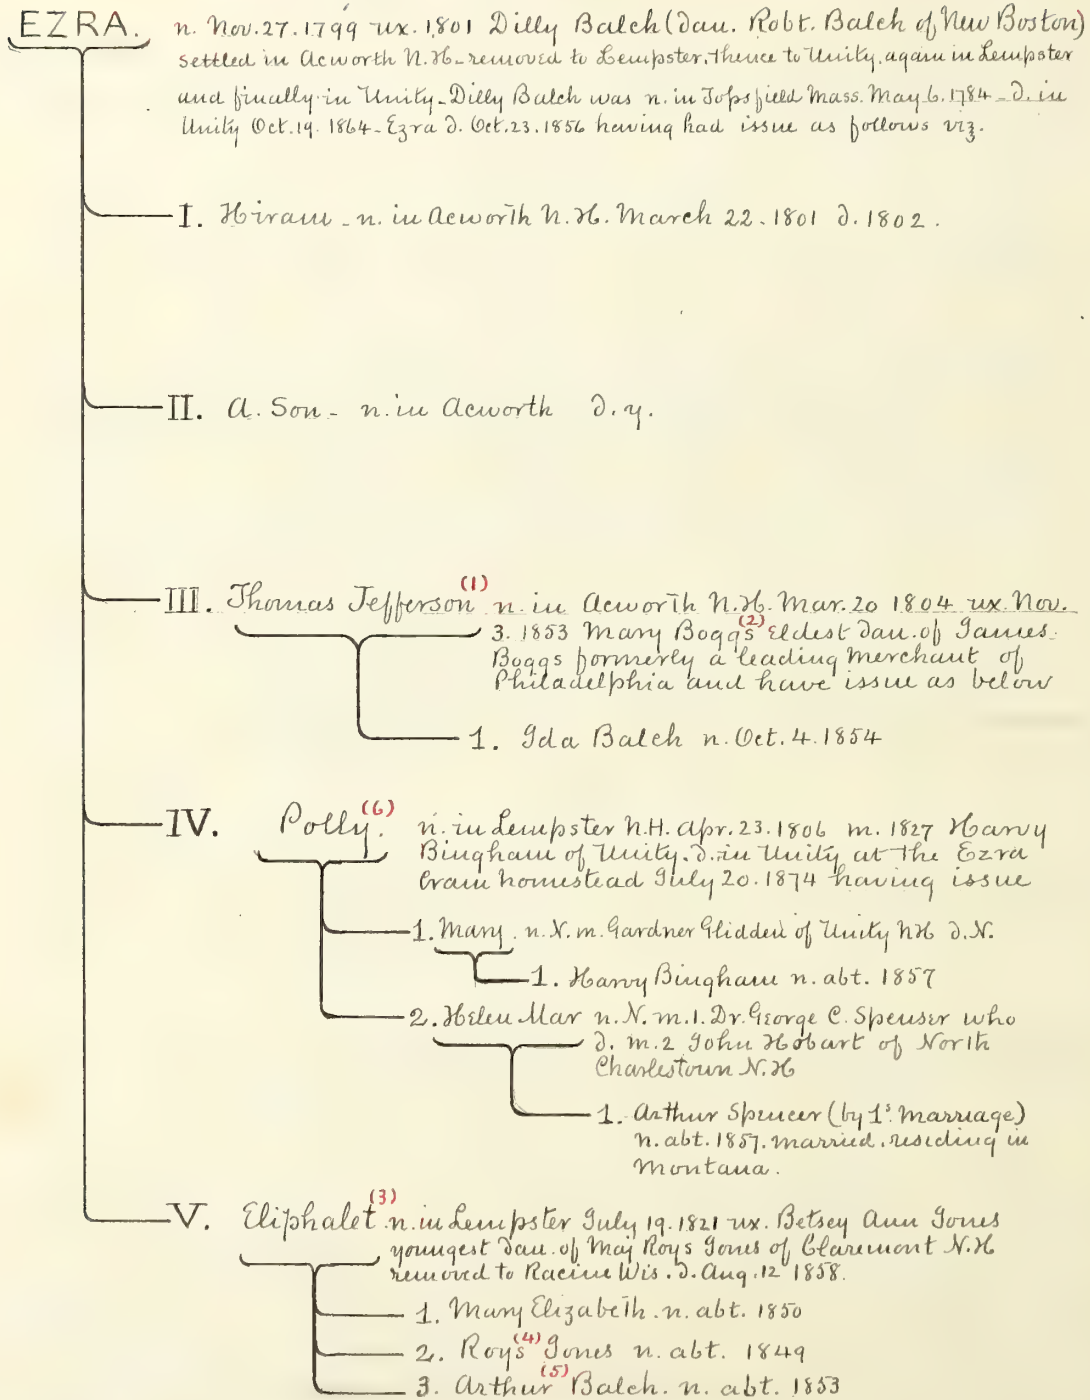 EZRA. n. Nov. 27. 1799 ux. 1801 Dilly Balch (dau. Robt. Balch of New Boston)
settled in Acworth N.H. - removed to Lempster, thence to Unity. again in Lempster
and finally in Unity - Dilly Balch was n. in Topsfield Mass. May 6. 1784 - d. in
Unity Oct. 19. 1864 - Ezra d. Oct. 23. 1856 having had issue as follows viz.
I. Hiram - n. in Acworth N.H. March 22. 1801 d. 1802.
II. A. Son - n. in Acworth d. y.
III. Thomas Jefferson (1) n. in Acworth N.H. Mar. 20 1804 ux. Nov.
3. 1853 Mary Boggs (2) Eldest dau. of James
Boggs formerly a leading Merchant of
Philadelphia and have issue as below
1. Ida Balch n. Oct. 4. 1854
IV. Polly. (6) n. in Lempster N.H. Apr. 23. 1806 m. 1827 Harvy
Bingham of Unity. d. in Unity at the Ezra
Cram homestead July 20. 1874 having issue
1. Mary. n. N. m. Gardner Glidden of Unity NH d. N.
1. Harvy Bingham n. abt. 1857
2. Helen Mar n. N. m. 1. Dr. George C. Spenser who
d. m. 2 John Hobart of North
Charlestown N.H
1. Arthur Spencer (by 1s. Marriage)
n. abt. 1857. married. residing in
Montana.
V. Eliphalet (3) n. in Lempster July 19. 1821 ux. Betsey Ann Jones
youngest dau. of Maj Roys Jones of Claremont N.H
removed to Racine Wis. d. Aug. 12 1858.
1. Mary Elizabeth. n. abt. 1850
2. Roys (4) Jones n. abt. 1849
3. Arthur (5) Balch. n. abt. 1853